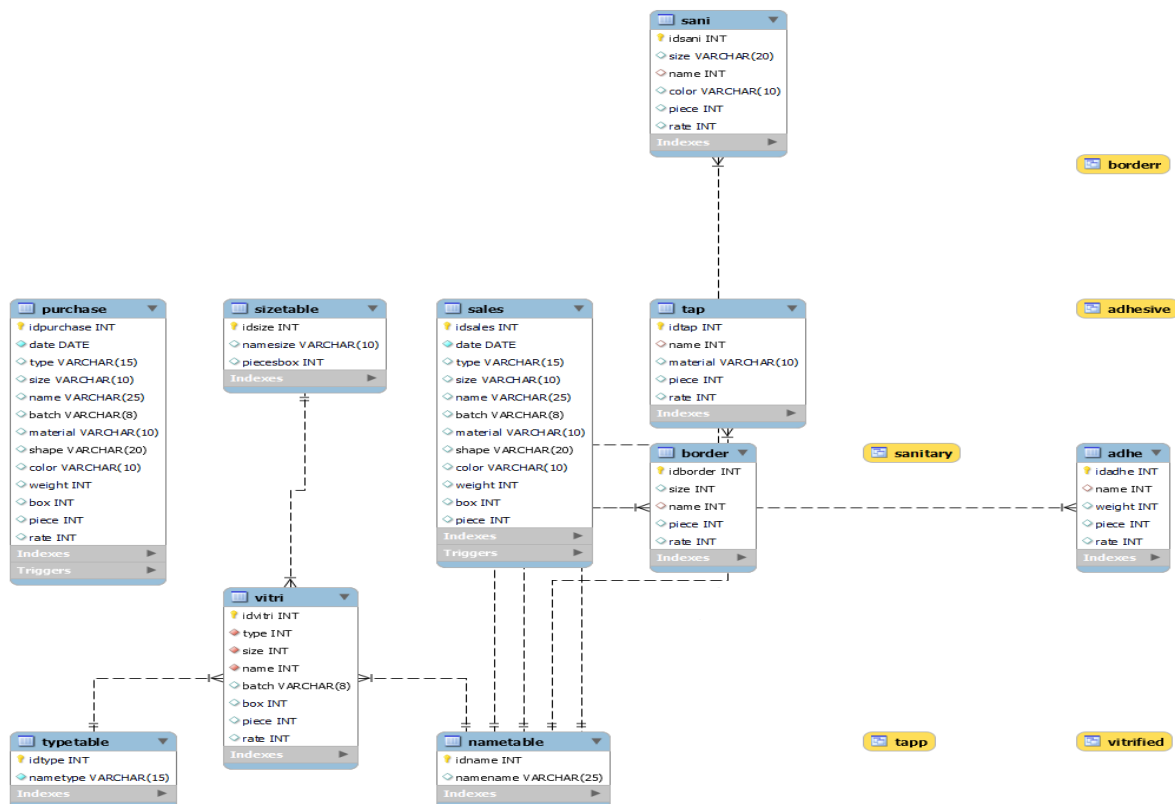 sani
idsani INT
size VARCHAR(20)
name INT
color VARCHAR(10)
piece INT
rate INT
Indexes
borderr
purchase
idpurchase INT
date DATE
type VARCHAR(15)
size VARCHAR(10)
name VARCHAR(25)
batch VARCHAR(8)
material VARCHAR(10)
shape VARCHAR(20)
color VARCHAR(10)
weight INT
box INT
piece INT
rate INT
Indexes
Triggers
sizetable
idsize INT
namesize VARCHAR(10)
piecesbox INT
Indexes
sales
idsales INT
date DATE
type VARCHAR(15)
size VARCHAR(10)
name VARCHAR(25)
batch VARCHAR(8)
material VARCHAR(10)
shape VARCHAR(20)
color VARCHAR(10)
weight INT
box INT
piece INT
Indexes
Triggers
tap
idtap INT
name INT
material VARCHAR(10)
piece INT
rate INT
Indexes
adhesive
border
idborder INT
size INT
name INT
piece INT
rate INT
Indexes
sanitary
adhe
idadhe INT
name INT
weight INT
piece INT
rate INT
Indexes
vitri
idvitri INT
type INT
size INT
name INT
batch VARCHAR(8)
box INT
piece INT
rate INT
Indexes
typetable
idtype INT
nametype VARCHAR(15)
Indexes
nametable
idname INT
namename VARCHAR(25)
Indexes
tapp
vitrified